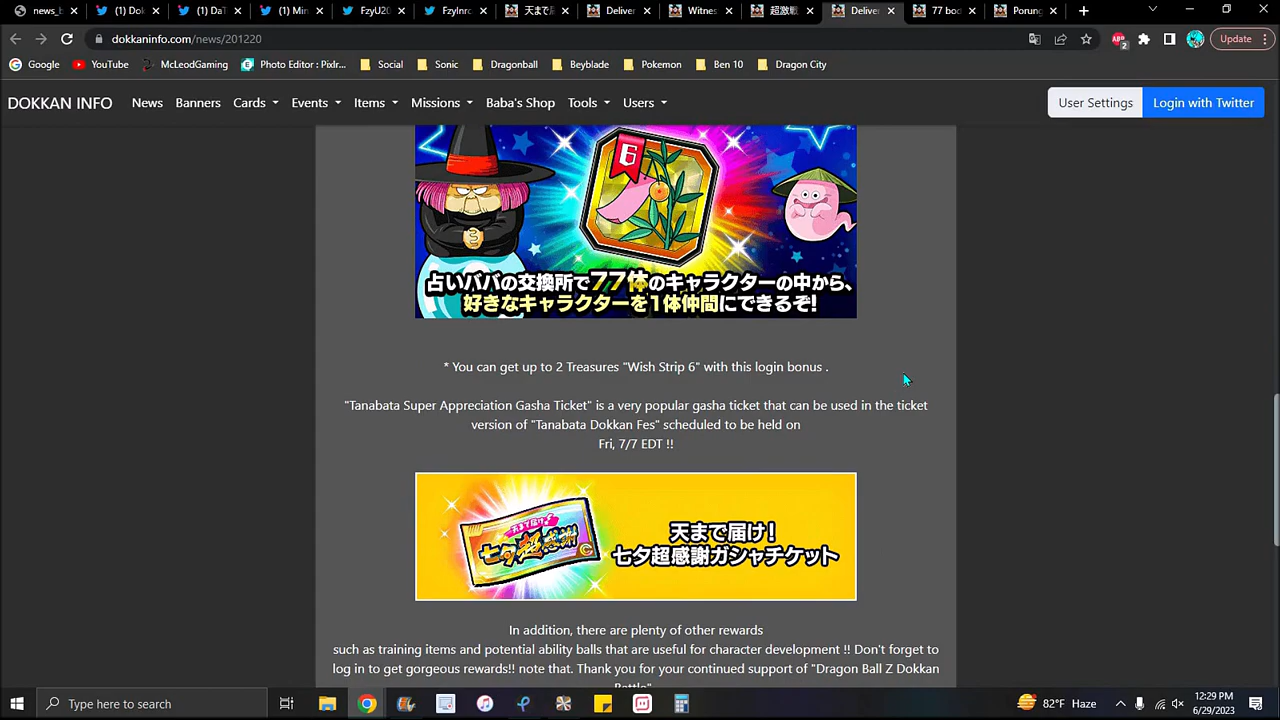 news_b
(1) Dok
(1) DaT
(1) Min
FzyU20
FzyInrc
天まで届
Deliver
Witnes
超激戦
Deliver
77 bod
Porung
dokkaninfo.com/news/201220
2
Update
Google
YouTube
McLeodGaming
Photo Editor : Pixlr...
Social
Sonic
Dragonball
Beyblade
Pokemon
Ben 10
Dragon City
DOKKAN INFO
News
Banners
Cards
Events
Items
Missions
Baba's Shop
Tools
Users
User Settings
Login with Twitter
6
占いババの交換所で77体のキャラクターの中から、
好きなキャラクターを1体仲間にできるぞ!
* You can get up to 2 Treasures "Wish Strip 6" with this login bonus .
"Tanabata Super Appreciation Gasha Ticket" is a very popular gasha ticket that can be used in the ticket
version of "Tanabata Dokkan Fes" scheduled to be held on
Fri, 7/7 EDT !!
天まで届け!
七夕超感謝
天まで届け!
七夕超感謝ガシャチケット
In addition, there are plenty of other rewards
such as training items and potential ability balls that are useful for character development !! Don't forget to
log in to get gorgeous rewards!! note that. Thank you for your continued support of "Dragon Ball Z Dokkan
Battle"
Type here to search
82°F Haze
12:29 PM
6/29/2023